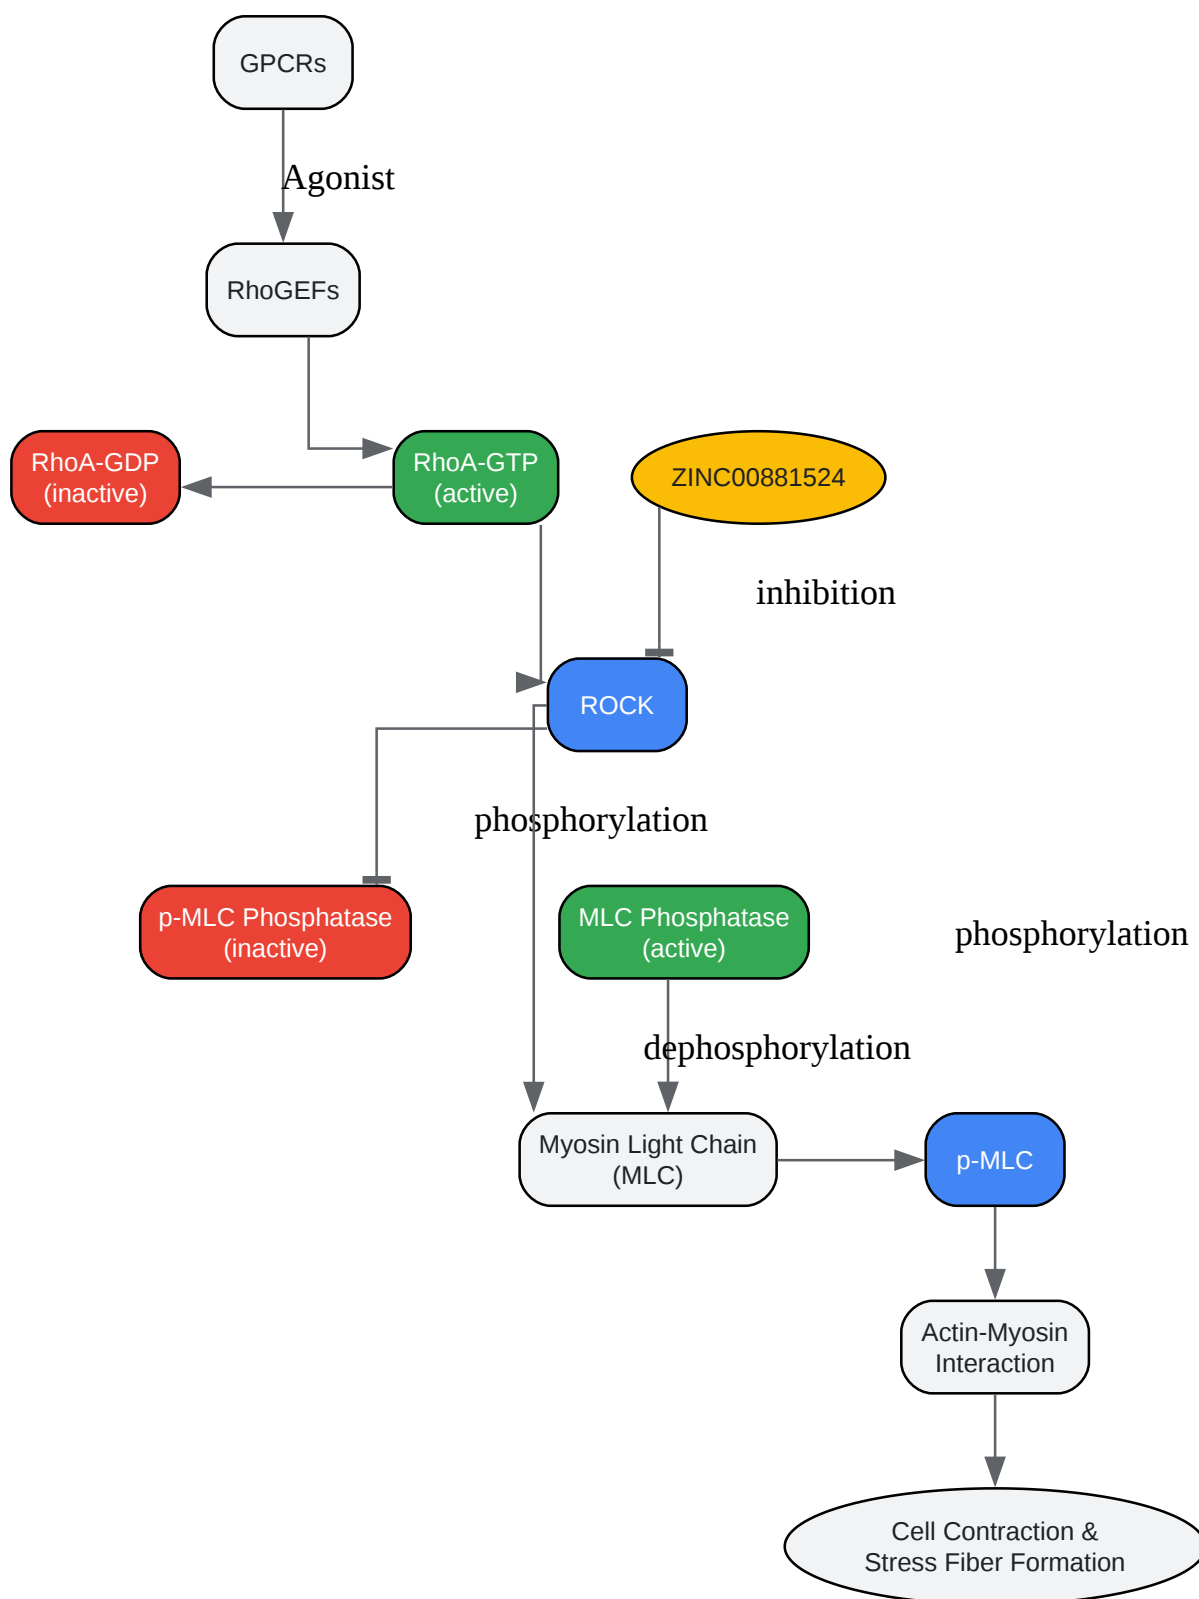 GPCRs
Agonist
RhoGEFs
RhoA-GDP
(inactive)
RhoA-GTP
(active)
ZINC00881524
inhibition
ROCK
phosphorylation
p-MLC Phosphatase
(inactive)
MLC Phosphatase
(active)
phosphorylation
dephosphorylation
Myosin Light Chain
(MLC)
p-MLC
Actin-Myosin
Interaction
Cell Contraction &
Stress Fiber Formation